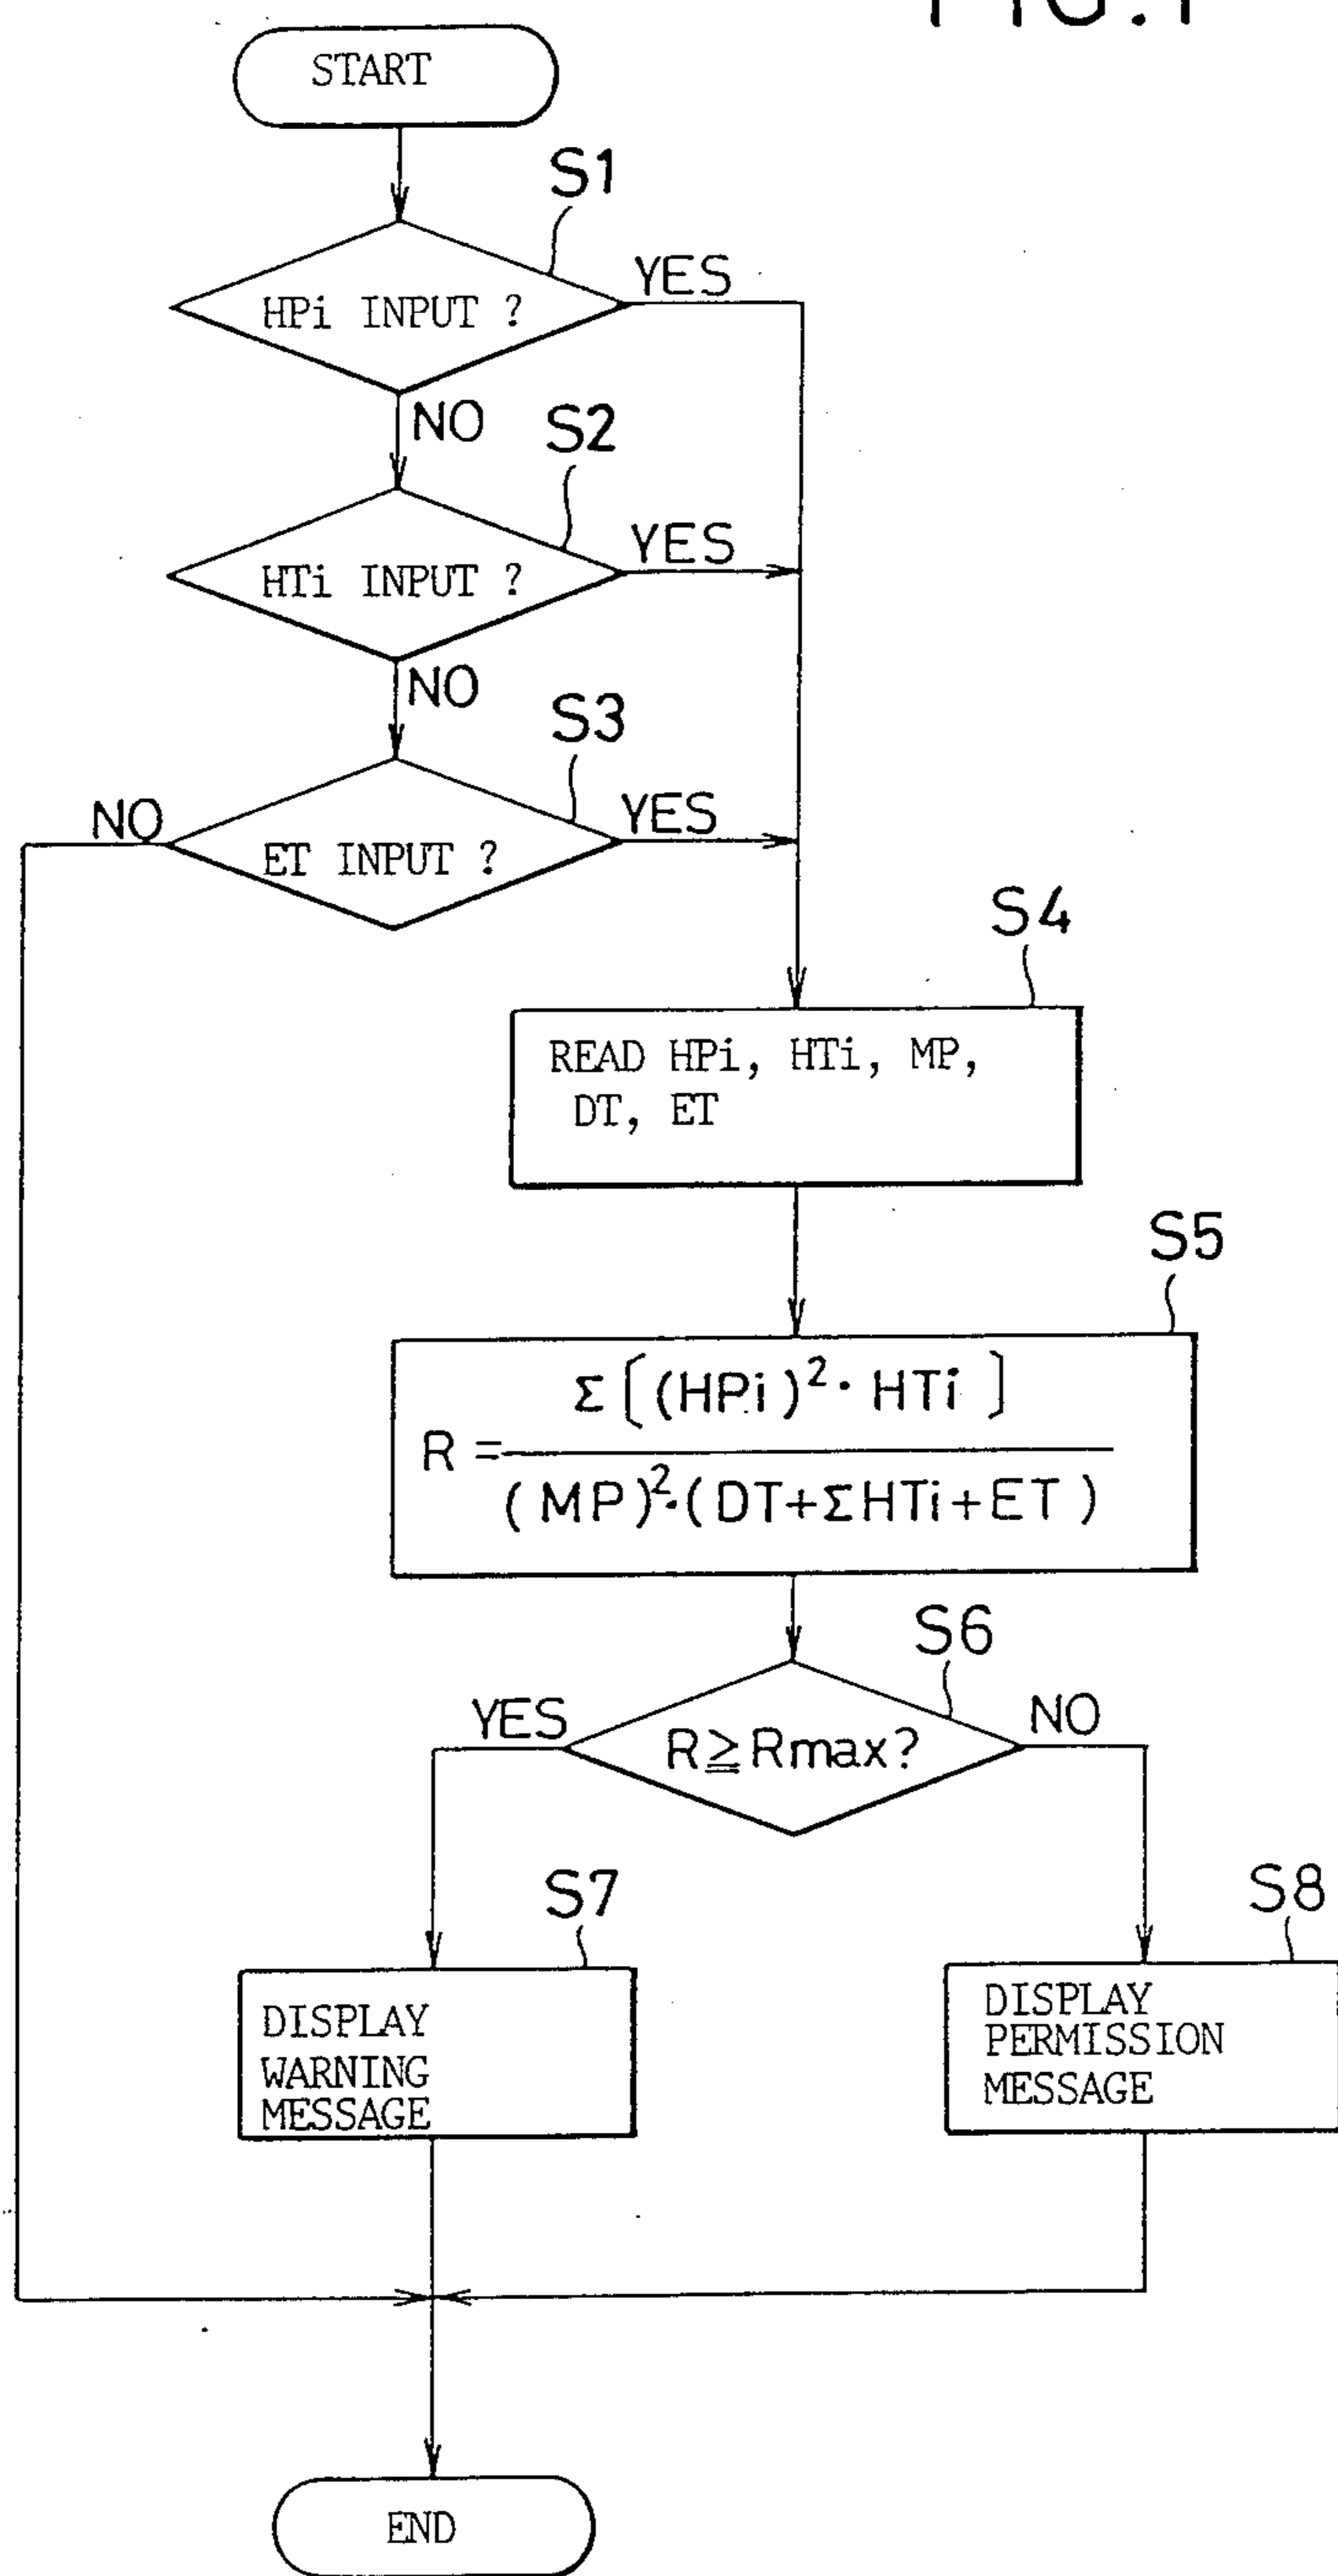 FIG.1
START
S1
HPi INPUT ?
YES
NO
S2
HTi INPUT ?
YES
NO
S3
ET INPUT ?
YES
NO
S4
READ HPi, HTi, MP,
DT, ET
S5
Σ[(HPi)²・HTi]
R=
(MP)²・(DT+ΣHTi+ET)
S6
R≧Rmax?
YES
NO
S7
DISPLAY
WARNING
MESSAGE
S8
DISPLAY
PERMISSION
MESSAGE
END